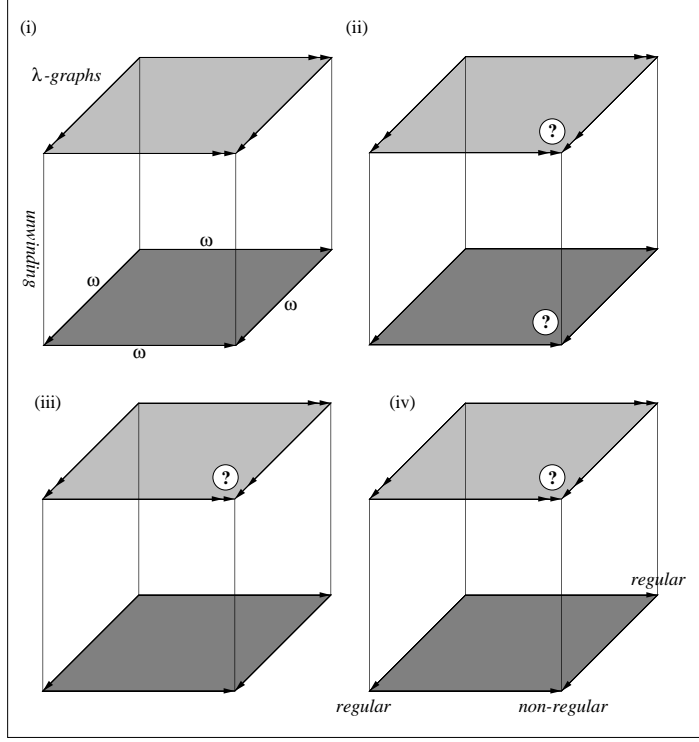 (i)
(ii)
λ-graphs
?
unwinding
ω
ω
ω
?
ω
(iii)
(iv)
?
?
regular
regular
non-regular